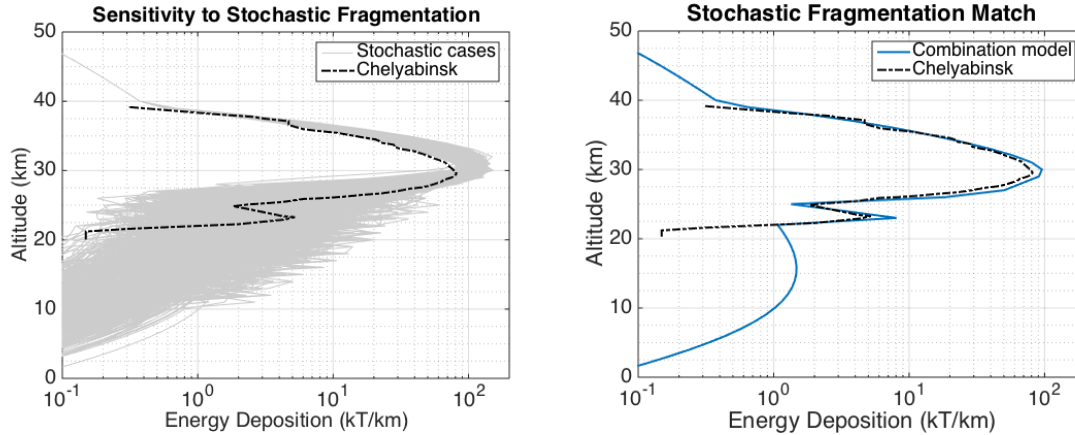 Sensitivity to Stochastic Fragmentation
50
40
30
20
10
0
Altitude (km)
Stochastic cases
Chelyabinsk
10^-1
10^0
10^1
10^2
Energy Deposition (kT/km)
Stochastic Fragmentation Match
50
40
30
20
10
0
Altitude (km)
Combination model
Chelyabinsk
10^-1
10^0
10^1
10^2
Energy Deposition (kT/km)